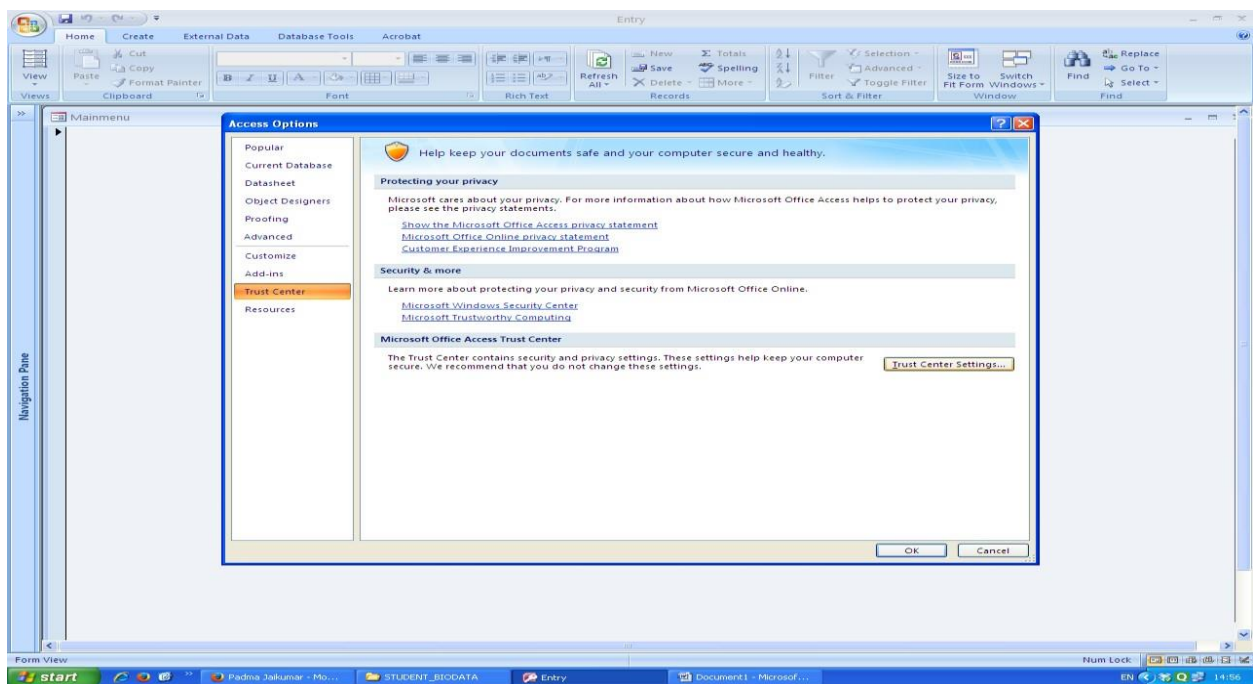 Entry
Home Create External Data Database Tools Acrobat
View
Views
Paste
Cut
Copy
Format Painter
Clipboard
B I U A
Font
Rich Text
Refresh All
New
Save
Delete
Totals
Spelling
More
Records
Filter
Selection
Advanced
Toggle Filter
Sort & Filter
Size to Fit Form
Switch Windows
Window
Find
Replace
Go To
Select
Find
Mainmenu
Navigation Pane
Access Options
Popular
Current Database
Datasheet
Object Designers
Proofing
Advanced
Customize
Add-ins
Trust Center
Resources
Help keep your documents safe and your computer secure and healthy.
Protecting your privacy
Microsoft cares about your privacy. For more information about how Microsoft Office Access helps to protect your privacy,
please see the privacy statements.
Show the Microsoft Office Access privacy statement
Microsoft Office Online privacy statement
Customer Experience Improvement Program
Security & more
Learn more about protecting your privacy and security from Microsoft Office Online.
Microsoft Windows Security Center
Microsoft Trustworthy Computing
Microsoft Office Access Trust Center
The Trust Center contains security and privacy settings. These settings help keep your computer
secure. We recommend that you do not change these settings.
Trust Center Settings...
OK Cancel
Form View
Num Lock
start
Padma Jaikumar - Mo...
STUDENT_BIODATA
Entry
Document1 - Microsof...
EN
14:56